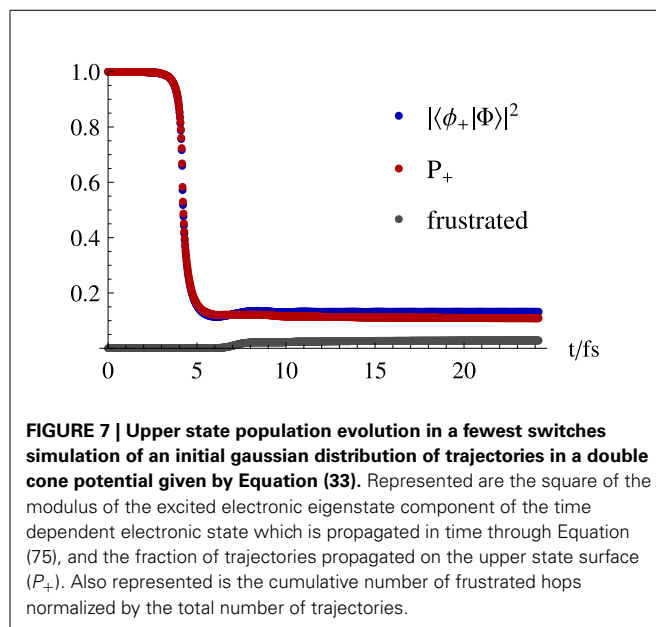 1.0
0.8
0.6
0.4
0.2
0 5 10 15 20
t/fs
|⟨ϕ₊|Φ⟩|²
P₊
frustrated
FIGURE 7 | Upper state population evolution in a fewest switches
simulation of an initial gaussian distribution of trajectories in a double
cone potential given by Equation (33). Represented are the square of the
modulus of the excited electronic eigenstate component of the time
dependent electronic state which is propagated in time through Equation
(75), and the fraction of trajectories propagated on the upper state surface
(P₊). Also represented is the cumulative number of frustrated hops
normalized by the total number of trajectories.